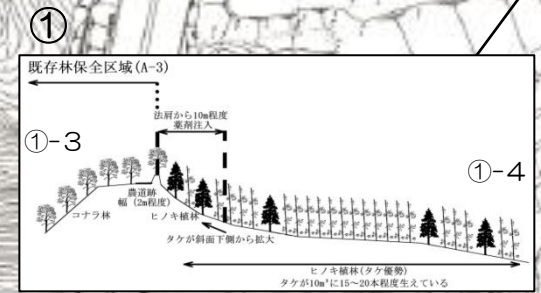 ①
既存林保全区域(A-3)
法肩から10m程度
薬剤注入
①-3
①-4
農道跡
幅（2m程度）
ヒノキ植林
コナラ林
タケが斜面下側から拡大
ヒノキ植林(タケ優勢)
タケが10m²に15～20本程度生えている